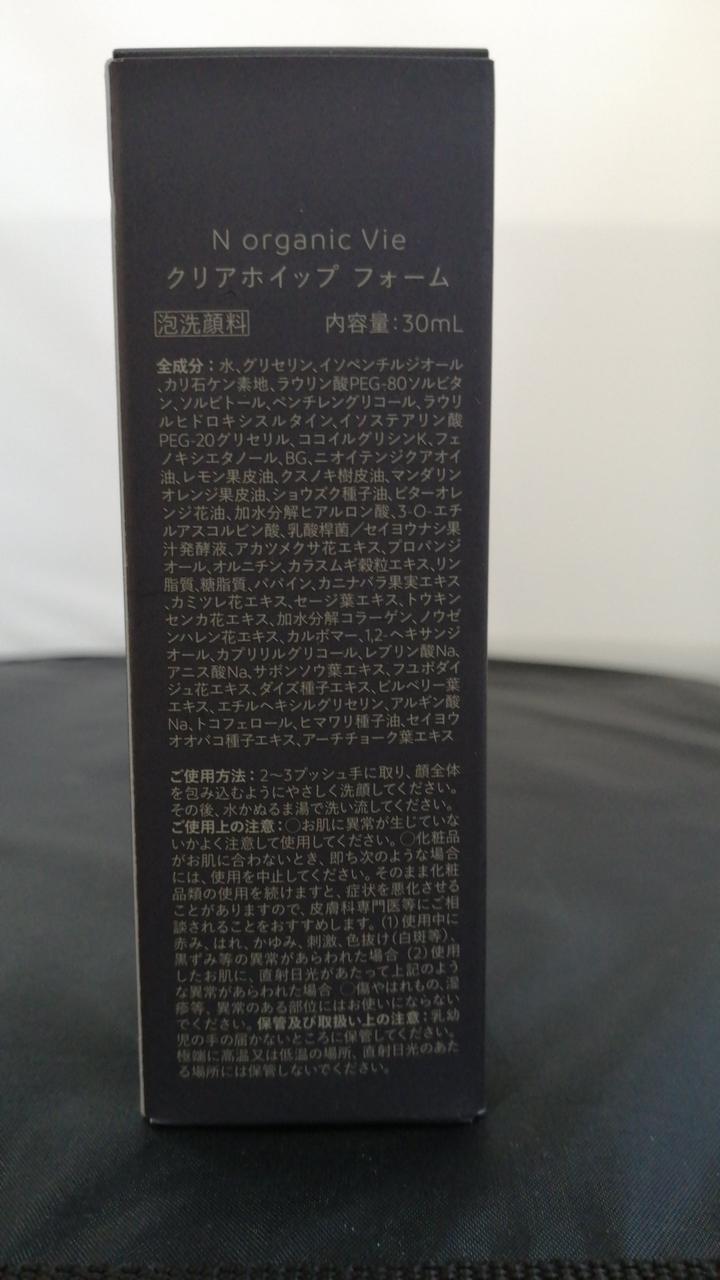 N organic Vie
クリアホイップ フォーム
泡洗顔料 内容量：30mL
全成分：水、グリセリン、イソペンチルジオール
、カリ石ケン素地、ラウリン酸PEG-80ソルビタ
ン、ソルビトール、ペンチレングリコール、ラウリ
ルヒドロキシスルタイン、イソステアリン酸
PEG-20グリセリル、ココイルグリシンK、フェ
ノキシエタノール、BG、ニオイテンジクアオイ
油、レモン果皮油、クスノキ樹皮油、マンダリン
オレンジ果皮油、ショウズク種子油、ビターオレ
ンジ花油、加水分解ヒアルロン酸、3-O-エチ
ルアスコルビン酸、乳酸桿菌／セイヨウナシ果
汁発酵液、アカツメクサ花エキス、プロパンジ
オール、オルニチン、カラスムギ穀粒エキス、リン
脂質、糖脂質、パパイン、カニナバラ果実エキス
、カミツレ花エキス、セージ葉エキス、トウキン
センカ花エキス、加水分解コラーゲン、ノウゼ
ンハレン花エキス、カルボマー、1,2-ヘキサンジ
オール、カプリリルグリコール、レブリン酸Na、
アニス酸Na、サボンソウ葉エキス、フユボダイ
ジュ花エキス、ダイズ種子エキス、ビルベリー葉
エキス、エチルヘキシルグリセリン、アルギン酸
Na、トコフェロール、ヒマワリ種子油、セイヨウ
オオバコ種子エキス、アーチチョーク葉エキス
ご使用方法：2～3プッシュ手に取り、顔全体
を包み込むようにやさしく洗顔してください。
その後、水かぬるま湯で洗い流してください。
ご使用上の注意：○お肌に異常が生じていな
いかよく注意して使用してください。○化粧品
がお肌に合わないとき、即ち次のような場合
には、使用を中止してください。そのまま化粧
品類の使用を続けますと、症状を悪化させる
ことがありますので、皮膚科専門医等にご相
談されることをおすすめします。（1）使用中に
赤み、はれ、かゆみ、刺激、色抜け（白斑等）、
黒ずみ等の異常があらわれた場合（2）使用
したお肌に、直射日光があたって上記のよう
な異常があらわれた場合 ○傷やはれもの、湿
疹等、異常のある部位にはお使いにならない
でください。保管及び取扱い上の注意：乳幼
児の手の届かないところに保管してください。
極端に高温又は低温の場所、直射日光のあた
る場所には保管しないでください。